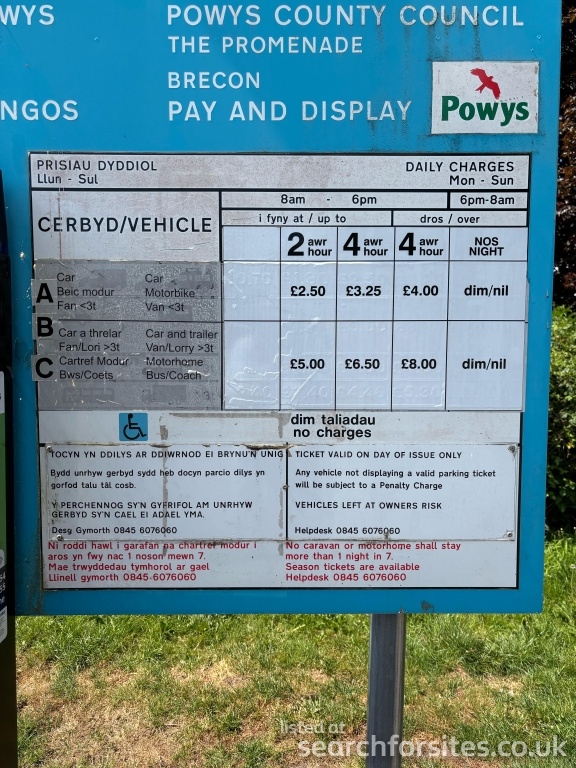 WYS
POWYS COUNTY COUNCIL
THE PROMENADE
BRECON
NGOS
PAY AND DISPLAY
Powys
PRISIAU DYDDIOL
DAILY CHARGES
Llun - Sul
Mon - Sun
CERBYD/VEHICLE
8am - 6pm
6pm-8am
i fyny at / up to
dros / over
2 awr hour
4 awr hour
4 awr hour
NOS NIGHT
A
Car
Car
Beic modur
Motorbike
Fan <3t
Van <3t
£2.50 £3.25 £4.00 dim/nil
B
Car a threlar
Car and trailer
Fan/Lori >3t
Van/Lorry >3t
C
Cartref Modur
Motorhome
Bws/Coets
Bus/Coach
£5.00 £6.50 £8.00 dim/nil
dim taliadau
no charges
TOCYN YN DDILYS AR DDIWRNOD EI BRYNU'N UNIG
Bydd unrhyw gerbyd sydd heb docyn parcio dilys yn
gorfod talu tâl cosb.
Y PERCHENNOG SY'N GYFRIFOL AM UNRHYW
GERBYD SY'N CAEL EI ADAEL YMA.
Desg Gymorth 0845 6076060
TICKET VALID ON DAY OF ISSUE ONLY
Any vehicle not displaying a valid parking ticket
will be subject to a Penalty Charge
VEHICLES LEFT AT OWNERS RISK
Helpdesk 0845 6076060
Ni roddi hawl i garafan na chartref modur i
aros yn fwy nac 1 noson mewn 7.
Mae trwyddedau tymhorol ar gael
Llinell gymorth 0845-6076060
No caravan or motorhome shall stay
more than 1 night in 7.
Season tickets are available
Helpdesk 0845 6076060
listed at
searchforsites.co.uk